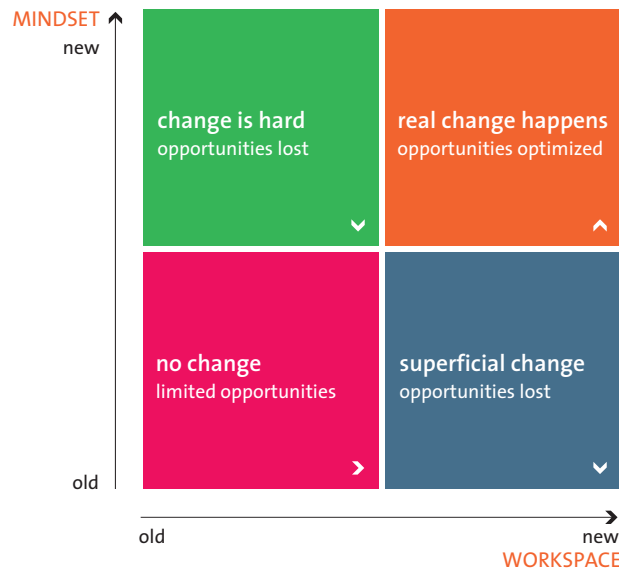 MINDSET
new
change is hard
opportunities lost
real change happens
opportunities optimized
no change
limited opportunities
superficial change
opportunities lost
old
old
new
WORKSPACE